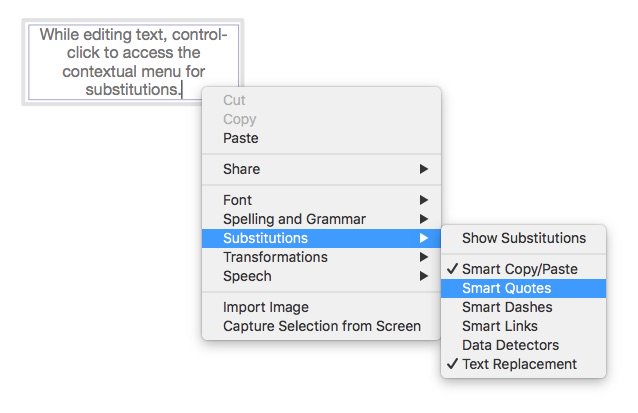 While editing text, control-
click to access the
contextual menu for
substitutions.
Cut
Copy
Paste
Share
Font
Spelling and Grammar
Substitutions
Transformations
Speech
Import Image
Capture Selection from Screen
Show Substitutions
Smart Copy/Paste
Smart Quotes
Smart Dashes
Smart Links
Data Detectors
Text Replacement